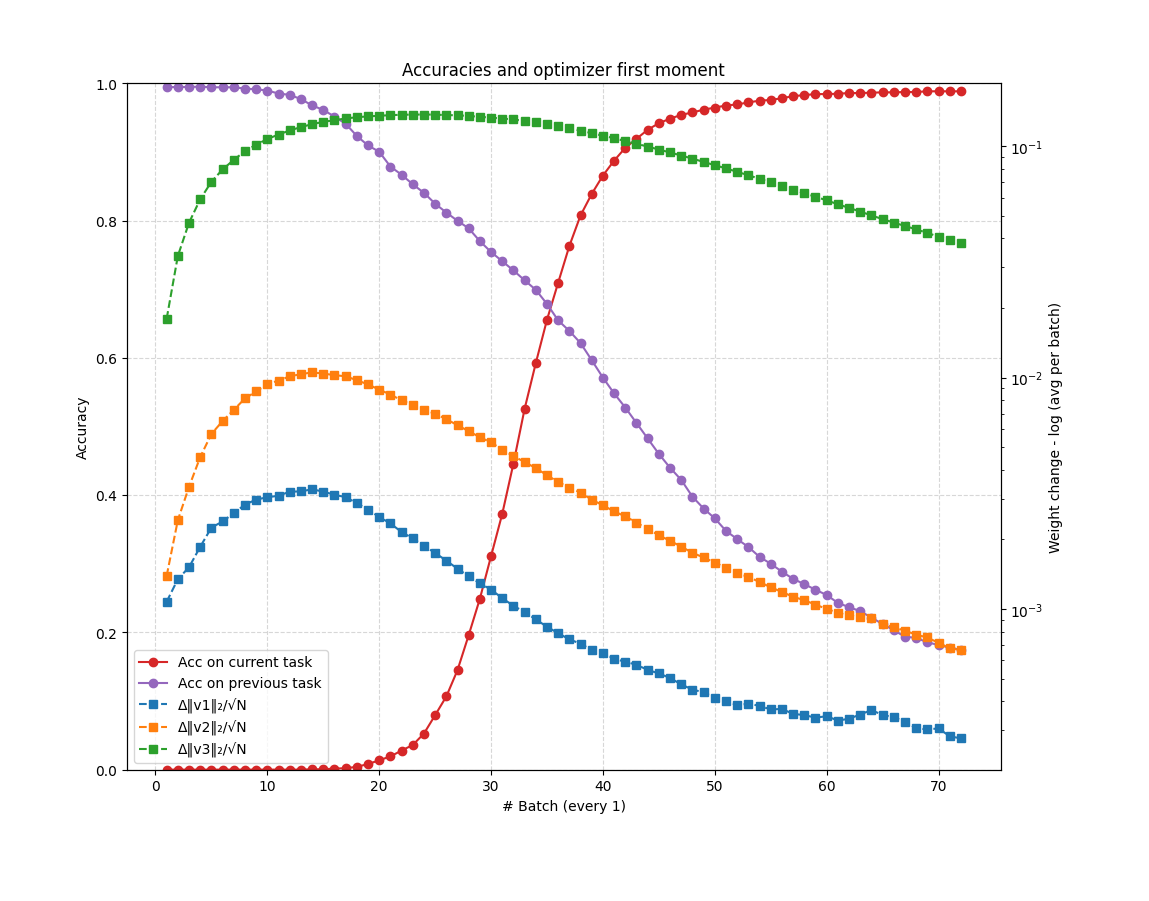 Accuracies and optimizer first moment
1.0
0.8
0.6
0.4
0.2
0.0
Accuracy
10⁻¹
10⁻²
10⁻³
Weight change - log (avg per batch)
Acc on current task
Acc on previous task
Δ‖v1‖₂/√N
Δ‖v2‖₂/√N
Δ‖v3‖₂/√N
0 10 20 30 40 50 60 70
# Batch (every 1)